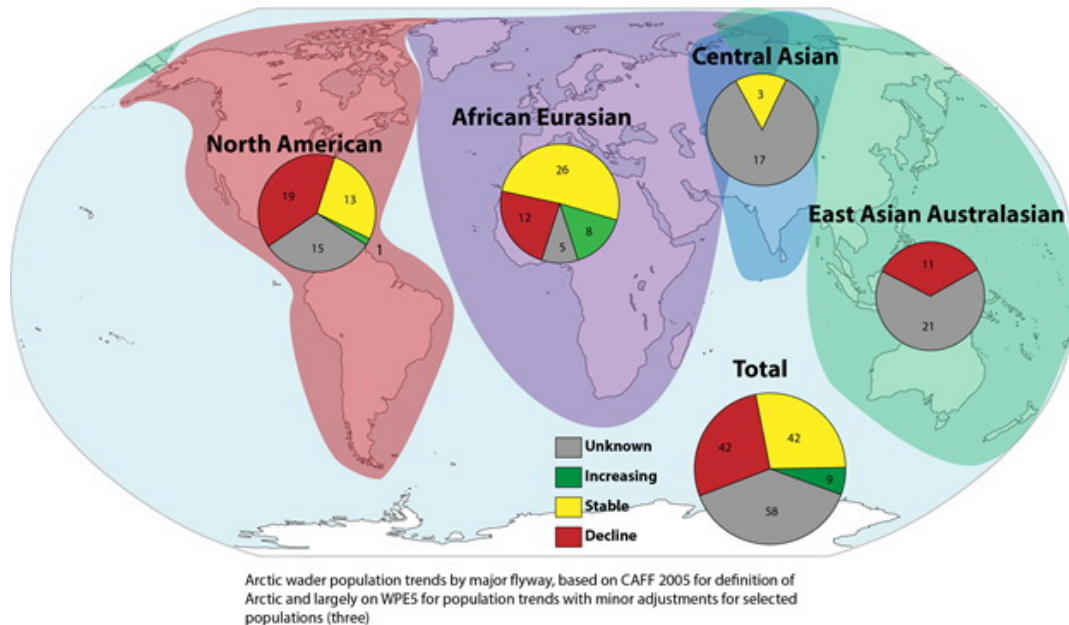 Central Asian
3
17
African Eurasian
26
12
8
5
North American
19
13
15
1
East Asian Australasian
11
21
Total
42
42
9
58
Unknown
Increasing
Stable
Decline
Arctic wader population trends by major flyway, based on CAFF 2005 for definition of
Arctic and largely on WPE5 for population trends with minor adjustments for selected
populations (three)